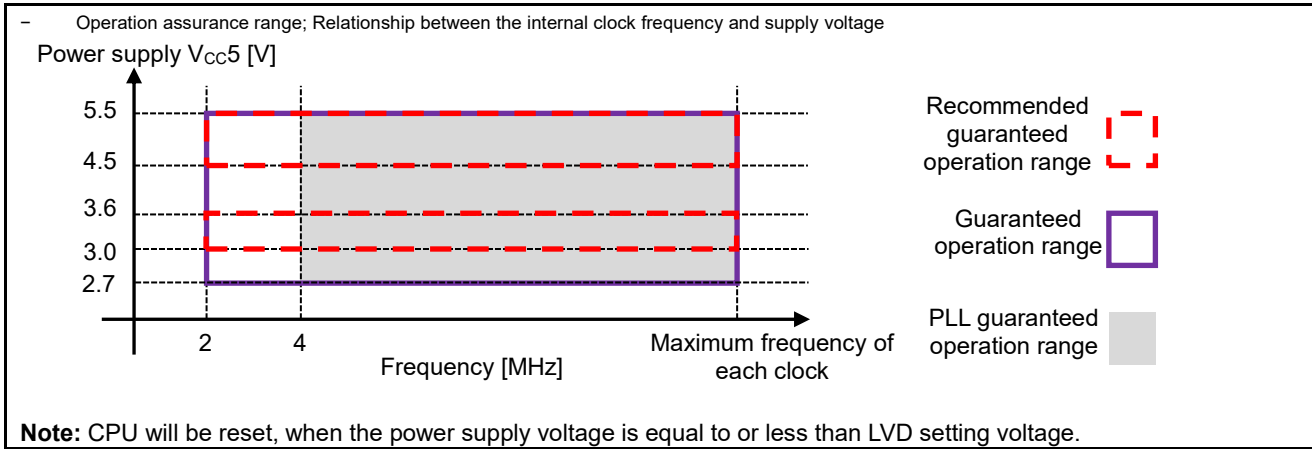 − Operation assurance range; Relationship between the internal clock frequency and supply voltage
Power supply VCC5 [V]
5.5
4.5
3.6
3.0
2.7
2
4
Frequency [MHz]
Maximum frequency of
each clock
Recommended
guaranteed
operation range
Guaranteed
operation range
PLL guaranteed
operation range
Note: CPU will be reset, when the power supply voltage is equal to or less than LVD setting voltage.